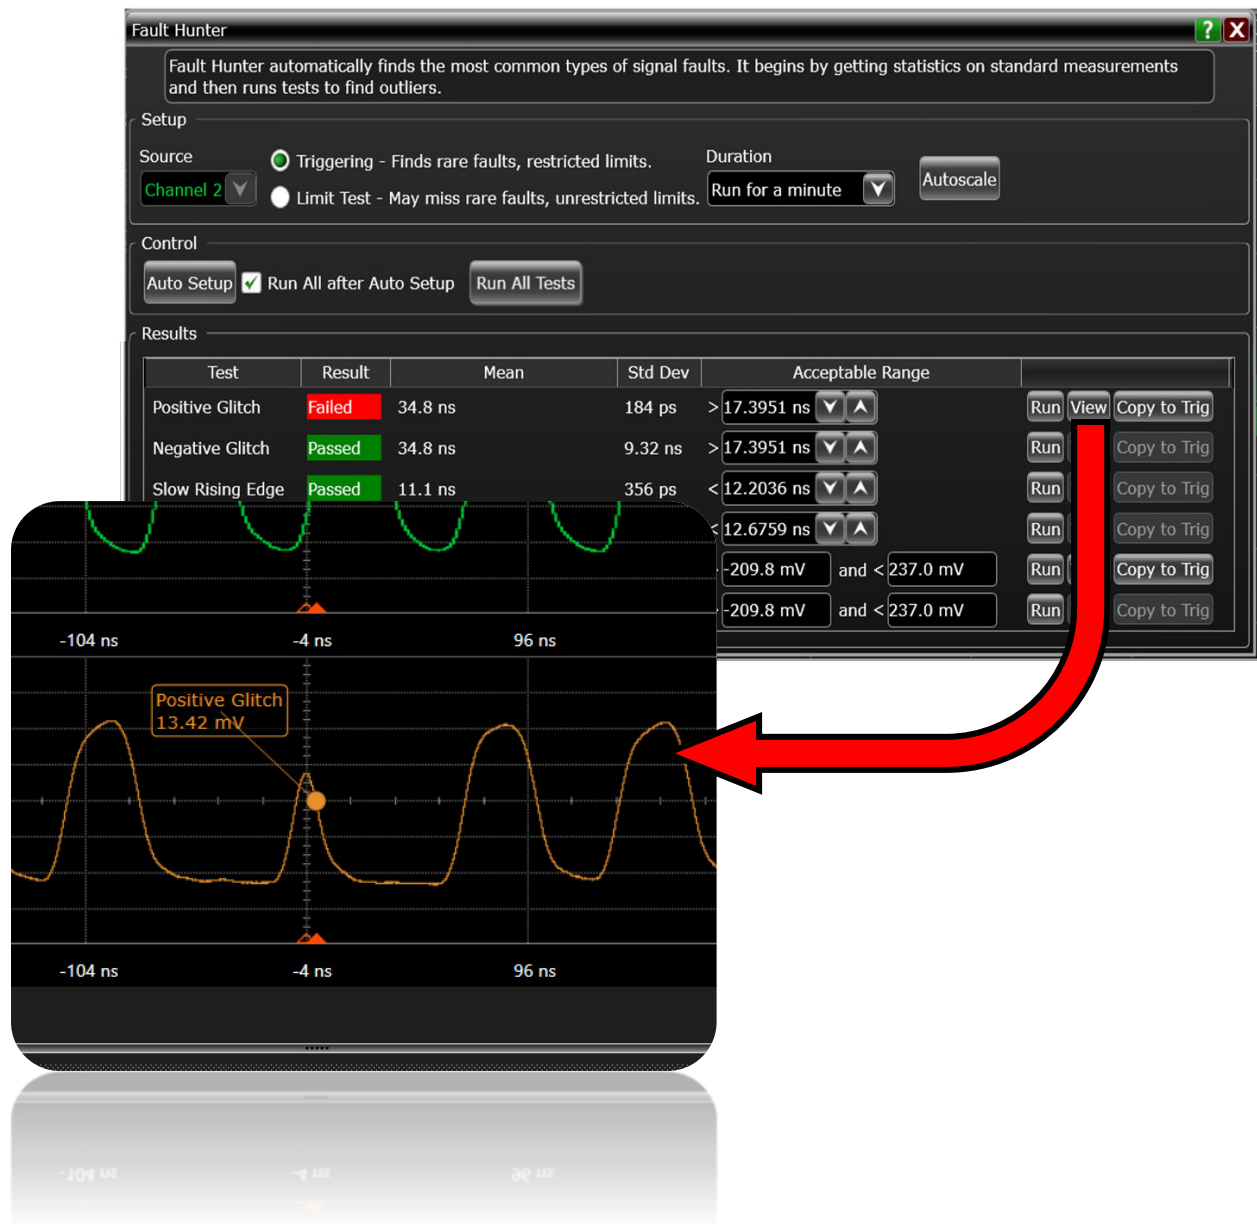 Fault Hunter
? X
Fault Hunter automatically finds the most common types of signal faults. It begins by getting statistics on standard measurements
and then runs tests to find outliers.
Setup
Source
Channel 2
Triggering - Finds rare faults, restricted limits.
Limit Test - May miss rare faults, unrestricted limits.
Duration
Run for a minute
Autoscale
Control
Auto Setup Run All after Auto Setup Run All Tests
Results
Test Result Mean Std Dev Acceptable Range
Positive Glitch Failed 34.8 ns 184 ps > 17.3951 ns Run View Copy to Trig
Negative Glitch Passed 34.8 ns 9.32 ns > 17.3951 ns Run Copy to Trig
Slow Rising Edge Passed 11.1 ns 356 ps < 12.2036 ns Run Copy to Trig
< 12.6759 ns Run Copy to Trig
-209.8 mV and < 237.0 mV Run Copy to Trig
-209.8 mV and < 237.0 mV Run Copy to Trig
-104 ns -4 ns 96 ns
Positive Glitch
13.42 mV
-104 ns -4 ns 96 ns
-104 ns -4 ns 96 ns